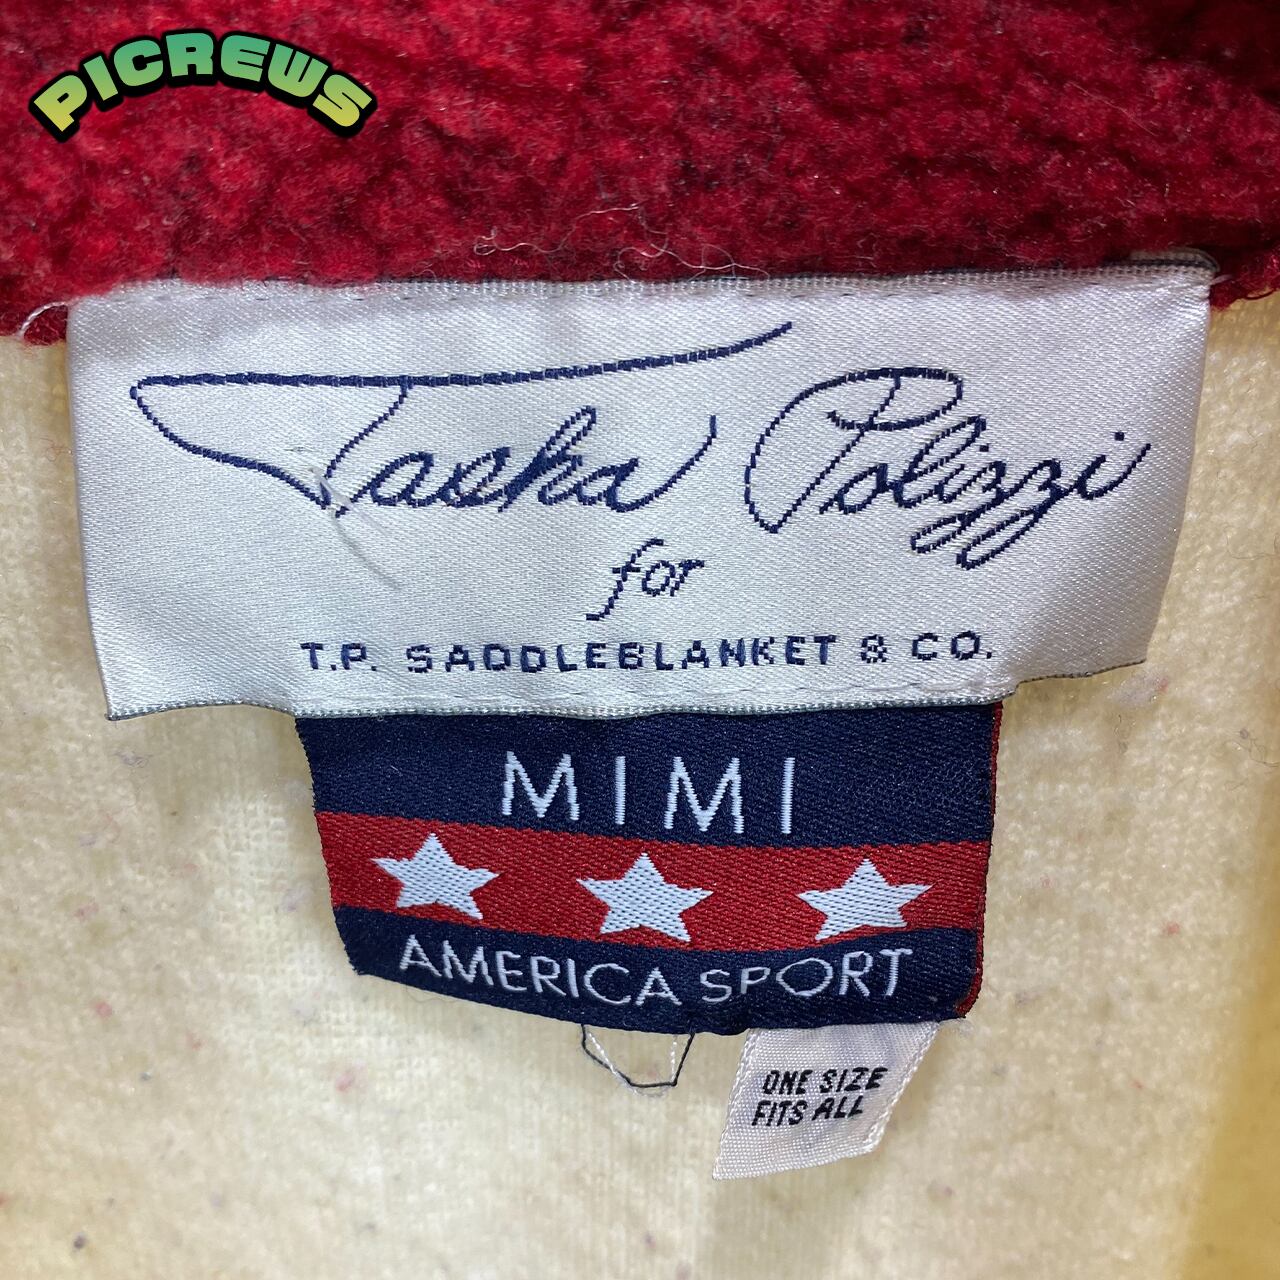 PICREWS
Tasha Polizzi
for
T.P. SADDLEBLANKET & CO.
MIMI
AMERICA SPORT
ONE SIZE
FITS ALL